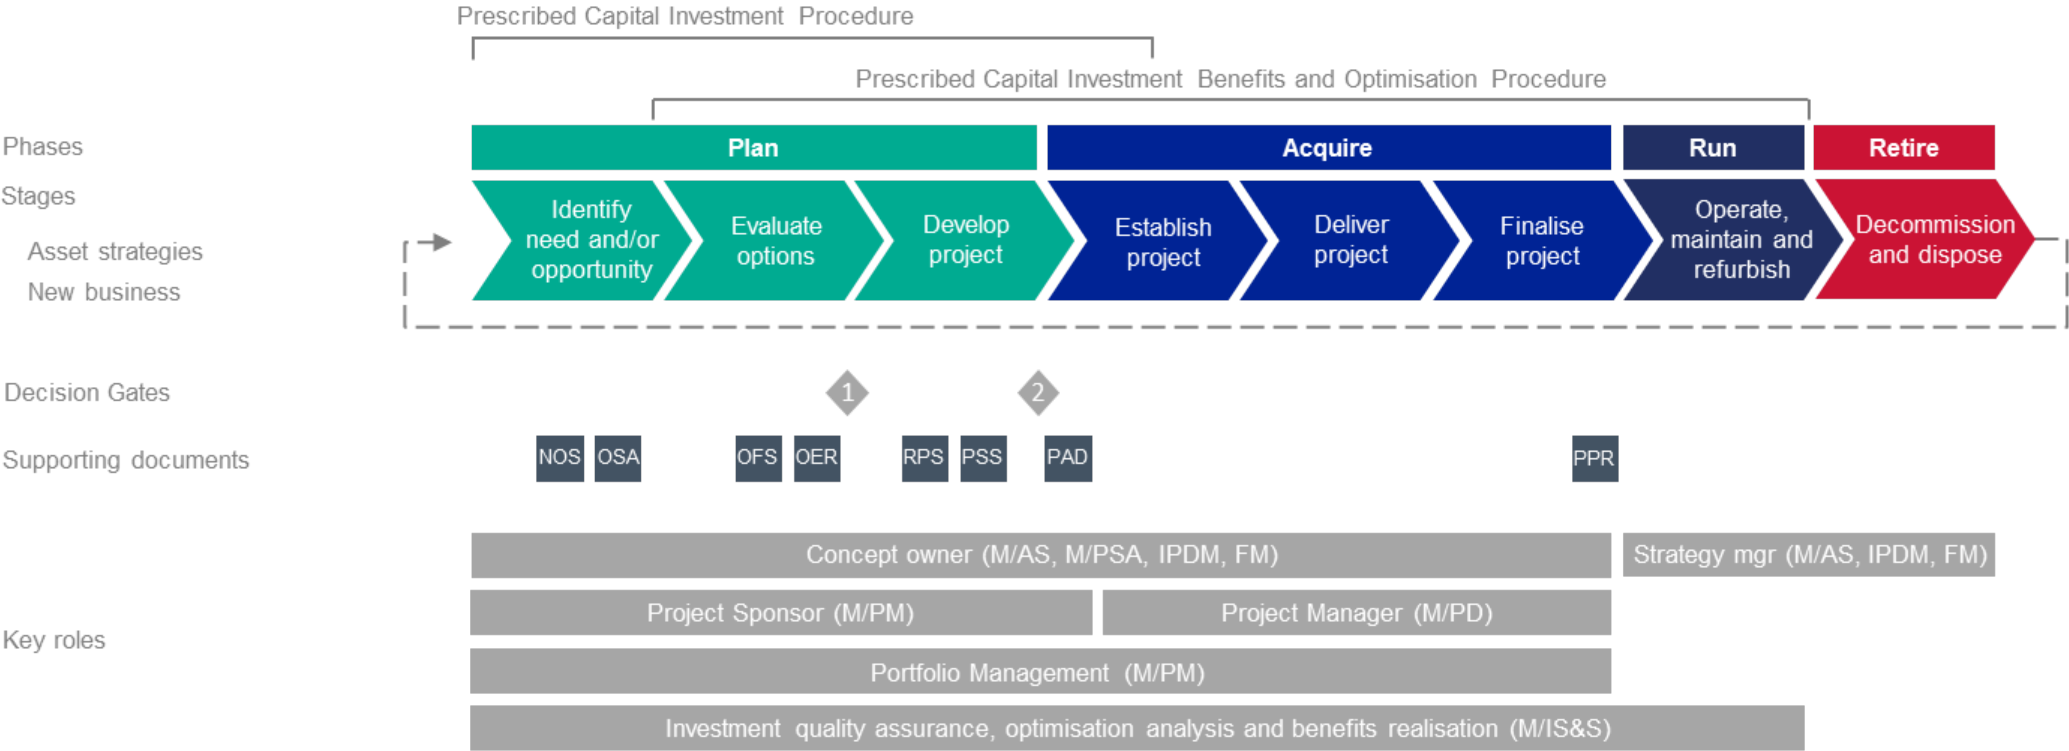 Prescribed Capital Investment Procedure
Prescribed Capital Investment Benefits and Optimisation Procedure
Phases
Plan
Acquire
Run
Retire
Stages
Asset strategies
New business
Identify
need and/or
opportunity
Evaluate
options
Develop
project
Establish
project
Deliver
project
Finalise
project
Operate,
maintain and
refurbish
Decommission
and dispose
Decision Gates
1
2
Supporting documents
NOS
OSA
OFS
OER
RPS
PSS
PAD
PPR
Key roles
Concept owner (M/AS, M/PSA, IPDM, FM)
Strategy mgr (M/AS, IPDM, FM)
Project Sponsor (M/PM)
Project Manager (M/PD)
Portfolio Management (M/PM)
Investment quality assurance, optimisation analysis and benefits realisation (M/IS&S)